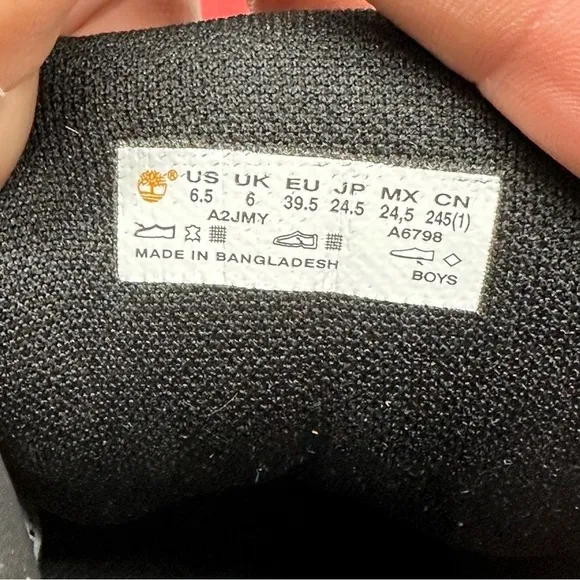 ® US UK EU JP MX CN
6.5 6 39.5 24.5 24,5 245(1)
A2JMY A6798
MADE IN BANGLADESH BOYS